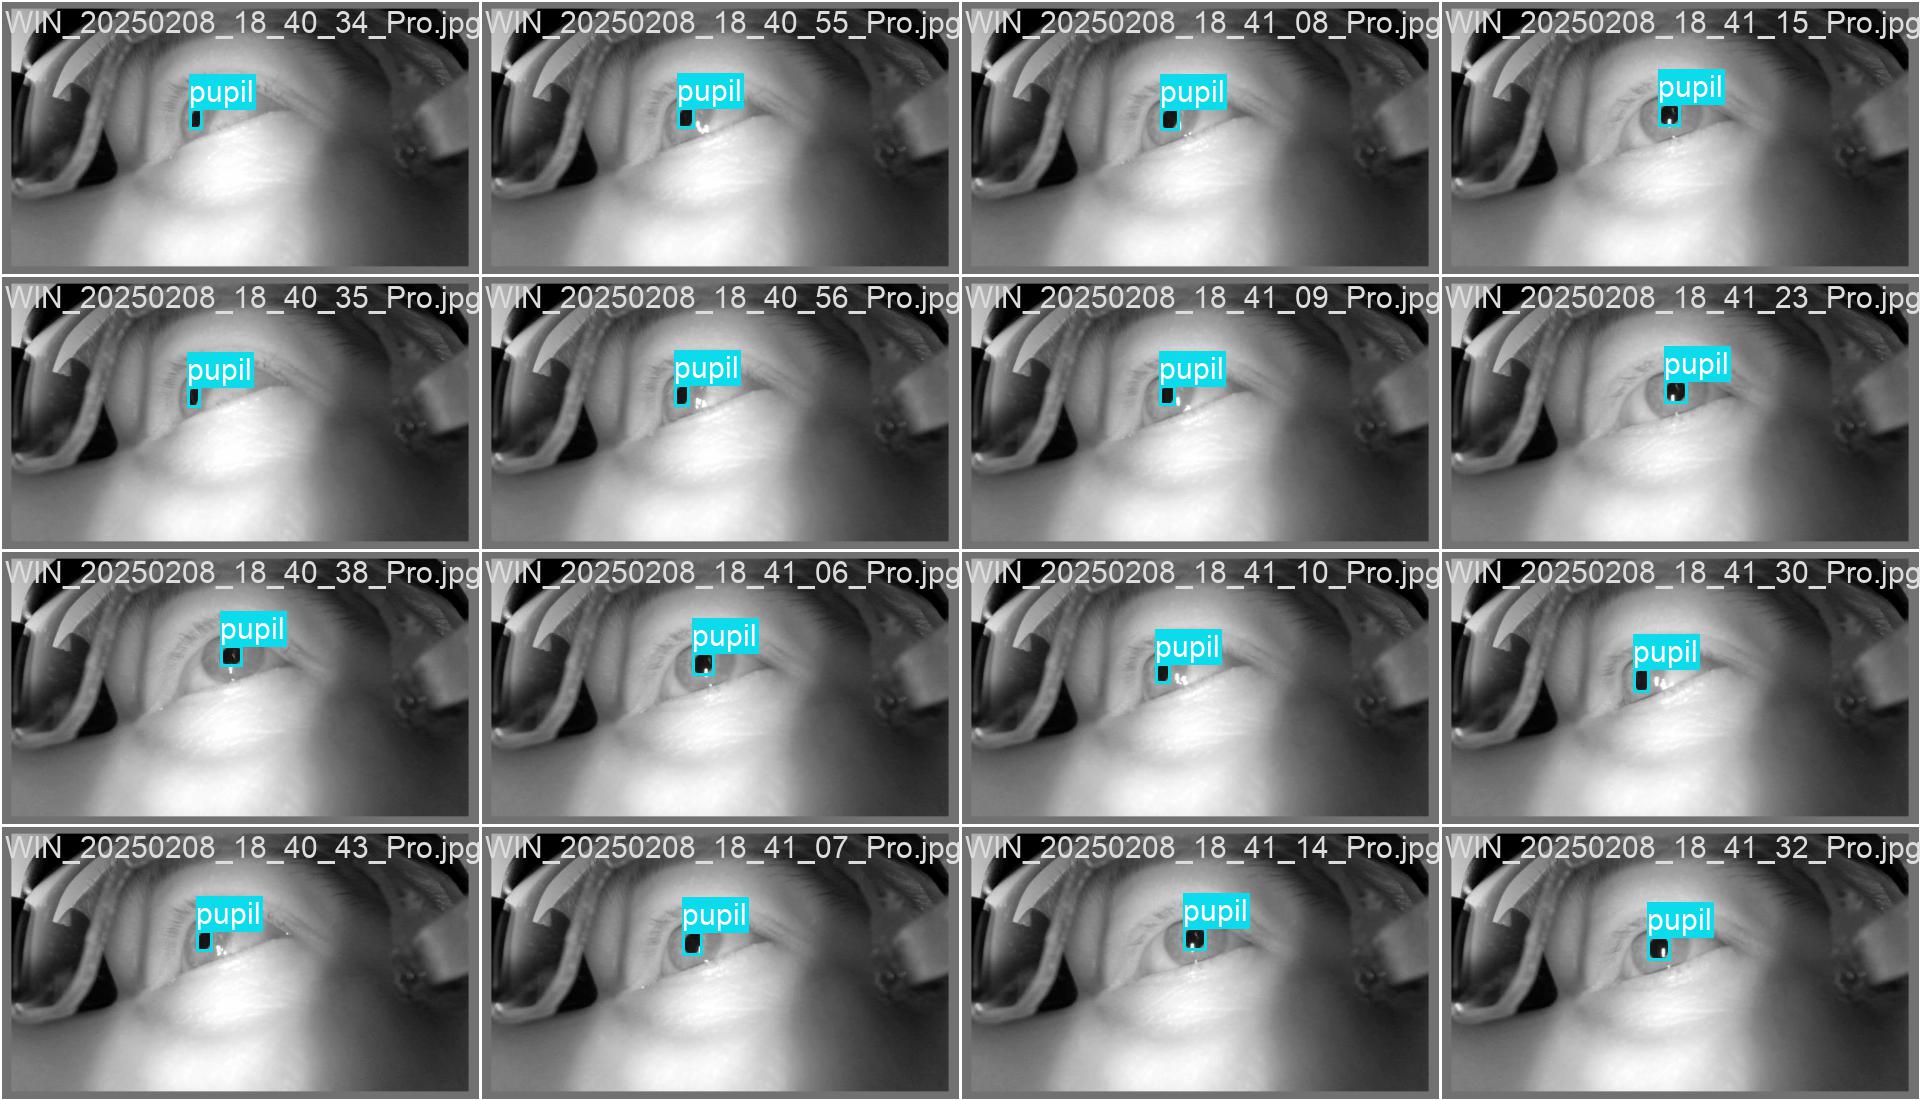 WIN_20250208_18_40_34_Pro.jpg
pupil
WIN_20250208_18_40_55_Pro.jpg
pupil
WIN_20250208_18_41_08_Pro.jpg
pupil
WIN_20250208_18_41_15_Pro.jpg
pupil
WIN_20250208_18_40_35_Pro.jpg
pupil
WIN_20250208_18_40_56_Pro.jpg
pupil
WIN_20250208_18_41_09_Pro.jpg
pupil
WIN_20250208_18_41_23_Pro.jpg
pupil
WIN_20250208_18_40_38_Pro.jpg
pupil
WIN_20250208_18_41_06_Pro.jpg
pupil
WIN_20250208_18_41_10_Pro.jpg
pupil
WIN_20250208_18_41_30_Pro.jpg
pupil
WIN_20250208_18_40_43_Pro.jpg
pupil
WIN_20250208_18_41_07_Pro.jpg
pupil
WIN_20250208_18_41_14_Pro.jpg
pupil
WIN_20250208_18_41_32_Pro.jpg
pupil